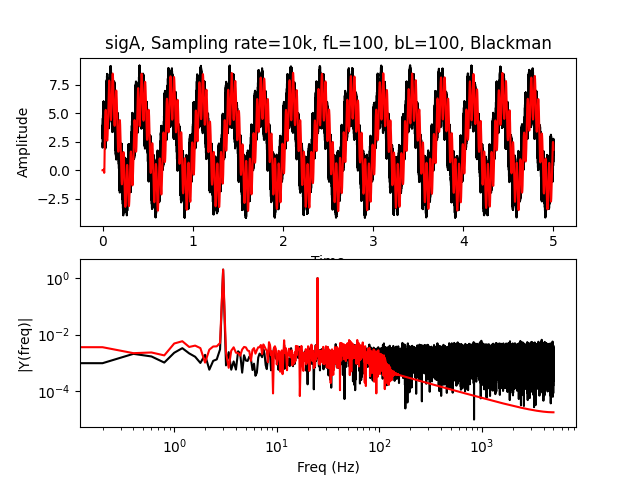 sigA, Sampling rate=10k, fL=100, bL=100, Blackman
Amplitude
7.5
5.0
2.5
0.0
−2.5
0 1 2 3 4 5
Time
|Y(freq)|
10⁰
10⁻²
10⁻⁴
10⁰ 10¹ 10² 10³
Freq (Hz)